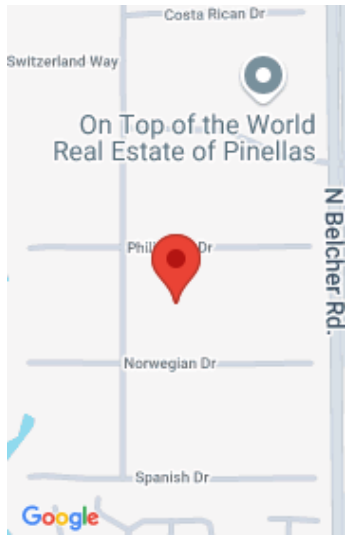 Costa Rican Dr
Switzerland Way
On Top of the World
Real Estate of Pinellas
N Belcher Rd.
Dr
Norwegian Dr
Spanish Dr
Google